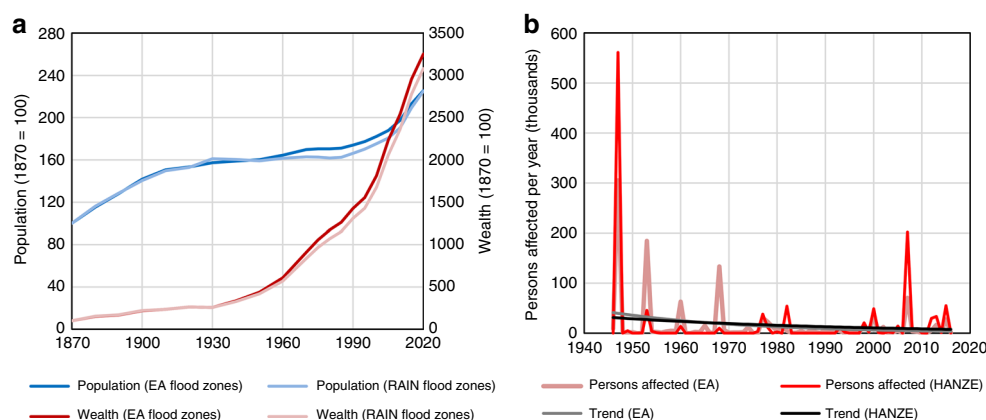 a
280
240
200
160
120
80
40
0
Population (1870 = 100)
3500
3000
2500
2000
1500
1000
500
0
Wealth (1870 = 100)
1870 1900 1930 1960 1990 2020
Population (EA flood zones)
Population (RAIN flood zones)
Wealth (EA flood zones)
Wealth (RAIN flood zones)
b
600
500
400
300
200
100
0
Persons affected per year (thousands)
1940 1950 1960 1970 1980 1990 2000 2010 2020
Persons affected (EA)
Persons affected (HANZE)
Trend (EA)
Trend (HANZE)